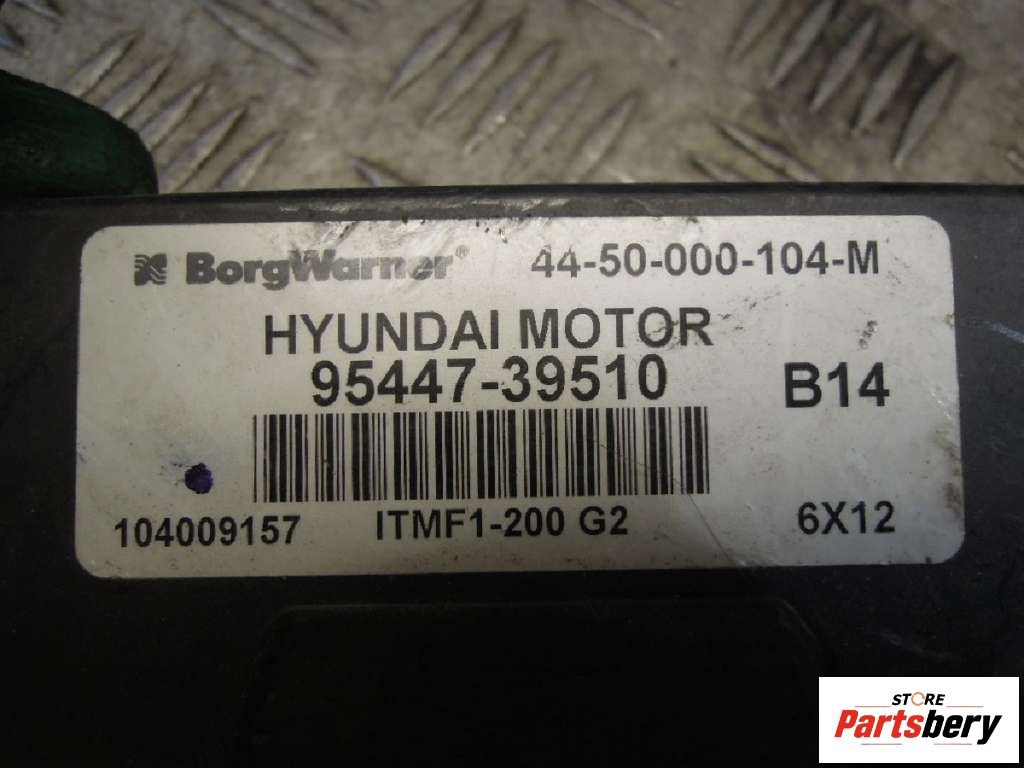 BorgWarner® 44-50-000-104-M
HYUNDAI MOTOR
95447-39510 B14
104009157 ITMF1-200 G2 6X12
STORE
Partsbery